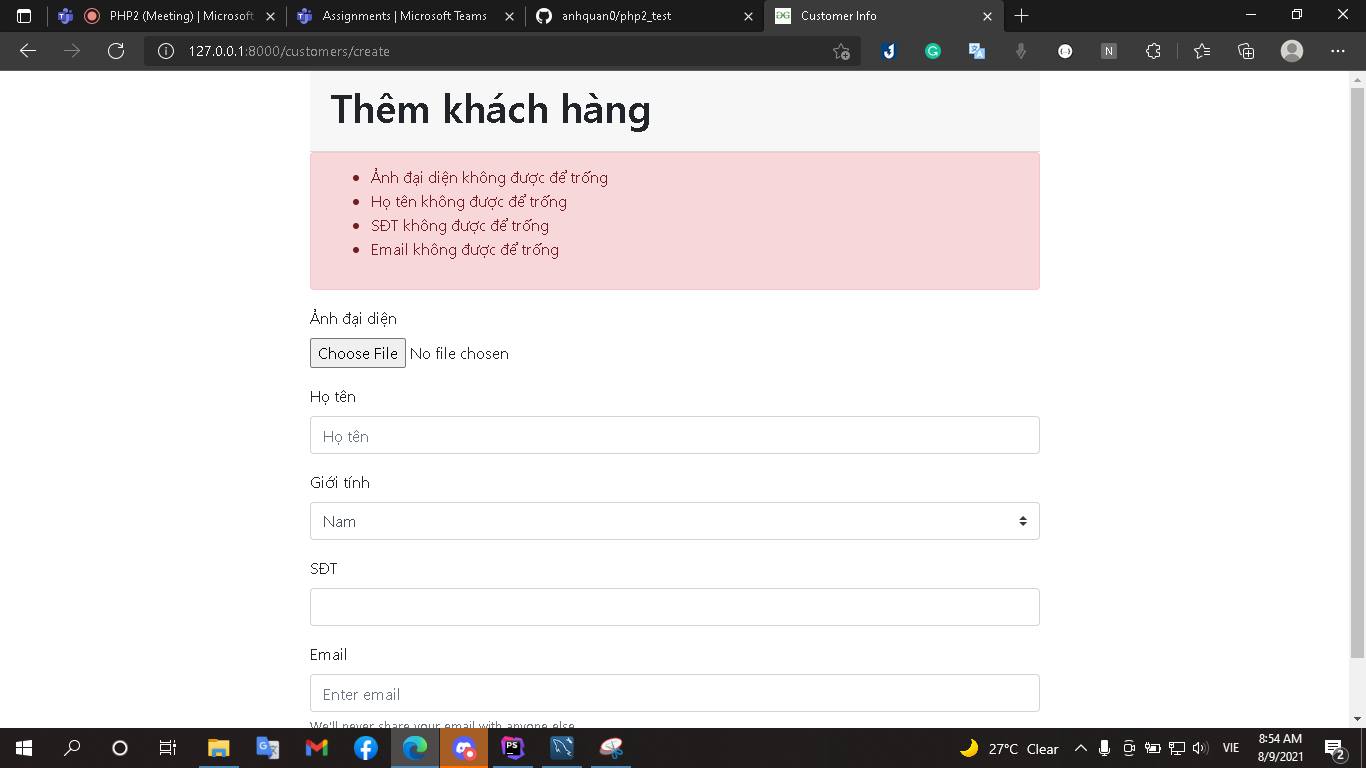 PHP2 (Meeting) | Microsoft
Assignments | Microsoft Teams
anhquan0/php2_test
Customer Info
127.0.0.1:8000/customers/create
Thêm khách hàng
Ảnh đại diện không được để trống
Họ tên không được để trống
SĐT không được để trống
Email không được để trống
Ảnh đại diện
Choose File No file chosen
Họ tên
Họ tên
Giới tính
Nam
SĐT
Email
Enter email
We'll never share your email with anyone else
27°C Clear
VIE
8:54 AM
8/9/2021
2